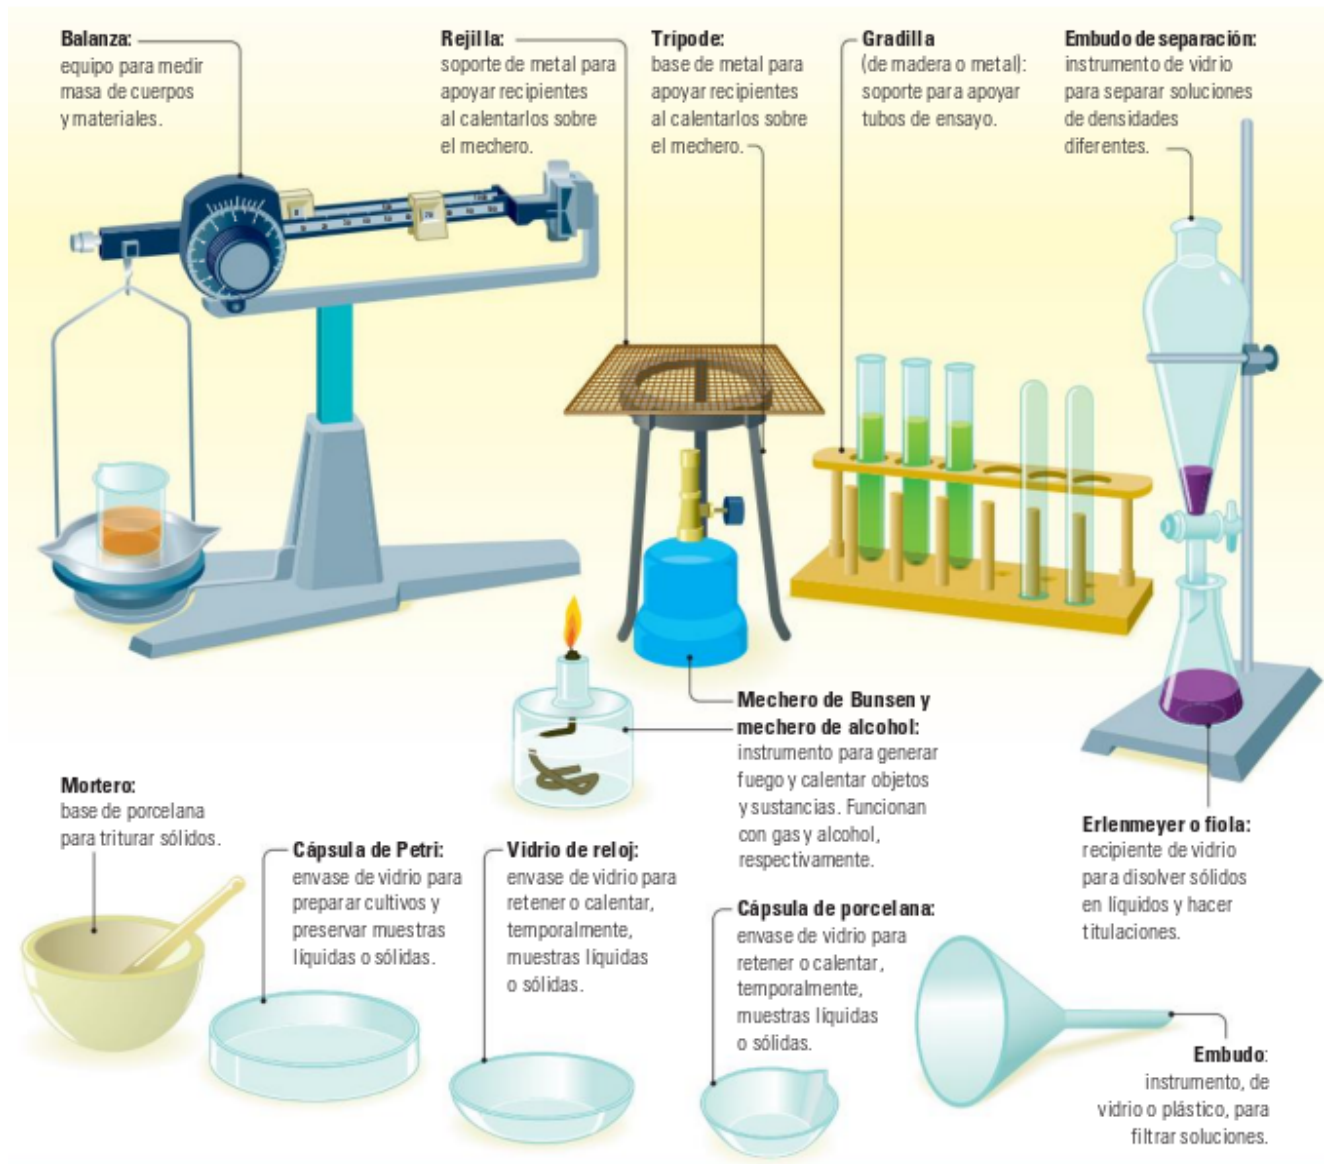 Balanza:
equipo para medir
masa de cuerpos
y materiales.
Rejilla:
soporte de metal para
apoyar recipientes
al calentarlos sobre
el mechero.
Trípode:
base de metal para
apoyar recipientes
al calentarlos sobre
el mechero.
Gradilla
(de madera o metal):
soporte para apoyar
tubos de ensayo.
Embudo de separación:
instrumento de vidrio
para separar soluciones
de densidades
diferentes.
Mechero de Bunsen y
mechero de alcohol:
instrumento para generar
fuego y calentar objetos
y sustancias. Funcionan
con gas y alcohol,
respectivamente.
Mortero:
base de porcelana
para triturar sólidos.
Cápsula de Petri:
envase de vidrio para
preparar cultivos y
preservar muestras
líquidas o sólidas.
Vidrio de reloj:
envase de vidrio para
retener o calentar,
temporalmente,
muestras líquidas
o sólidas.
Cápsula de porcelana:
envase de vidrio para
retener o calentar,
temporalmente,
muestras líquidas
o sólidas.
Erlenmeyer o fiola:
recipiente de vidrio
para disolver sólidos
en líquidos y hacer
titulaciones.
Embudo:
instrumento, de
vidrio o plástico, para
filtrar soluciones.